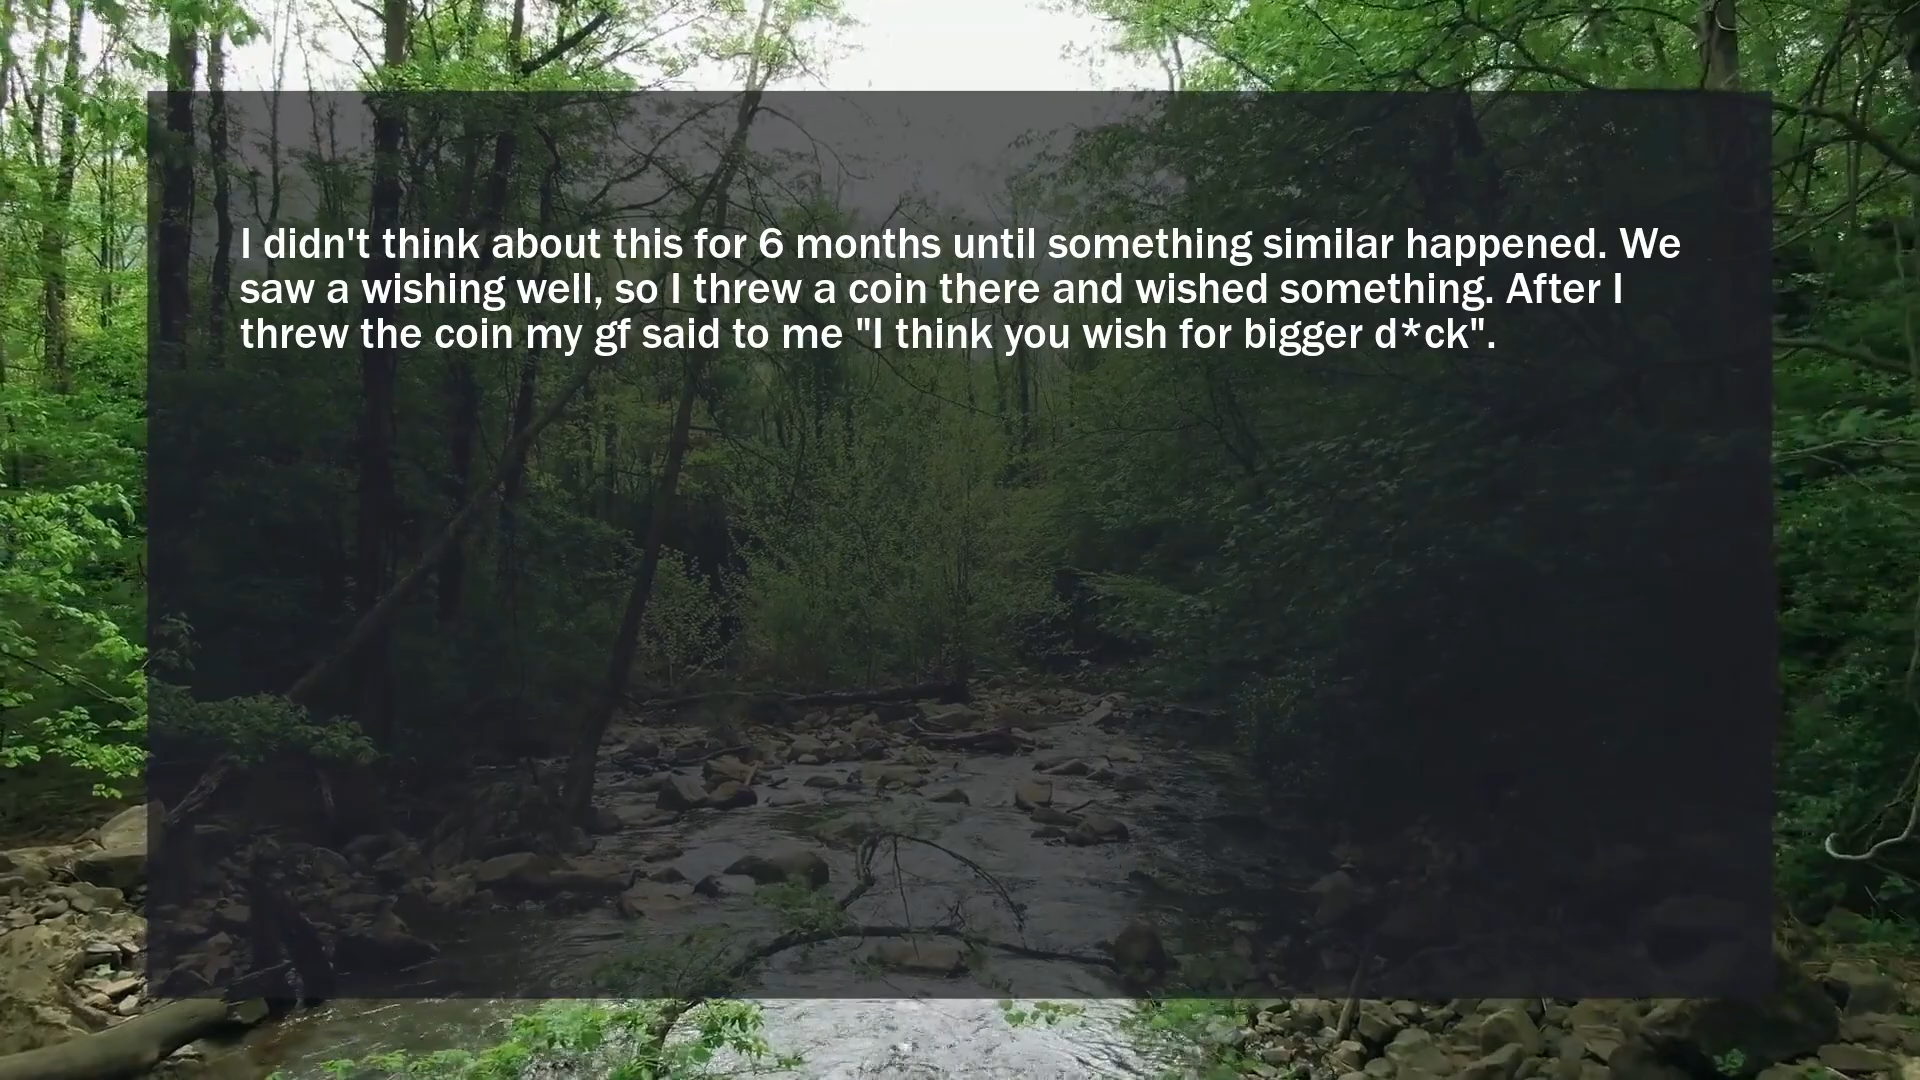 I didn't think about this for 6 months until something similar happened. We
saw a wishing well, so I threw a coin there and wished something. After I
threw the coin my gf said to me "I think you wish for bigger d*ck".